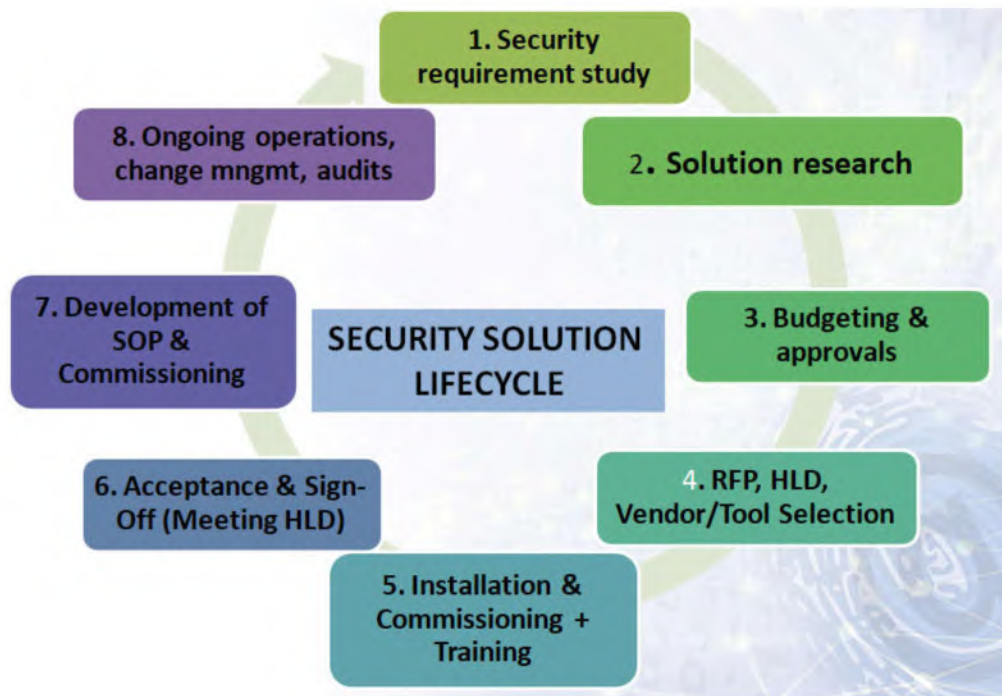 1. Security
requirement study
2. Solution research
3. Budgeting &
approvals
4. RFP, HLD,
Vendor/Tool Selection
5. Installation &
Commissioning +
Training
6. Acceptance & Sign-
Off (Meeting HLD)
7. Development of
SOP &
Commissioning
8. Ongoing operations,
change mngmt, audits
SECURITY SOLUTION
LIFECYCLE